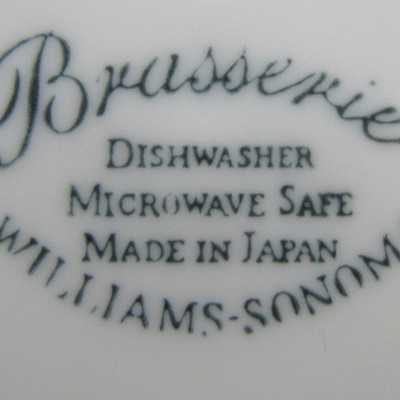 Brasserie
DISHWASHER
MICROWAVE SAFE
MADE IN JAPAN
WILLIAMS-SONOMA